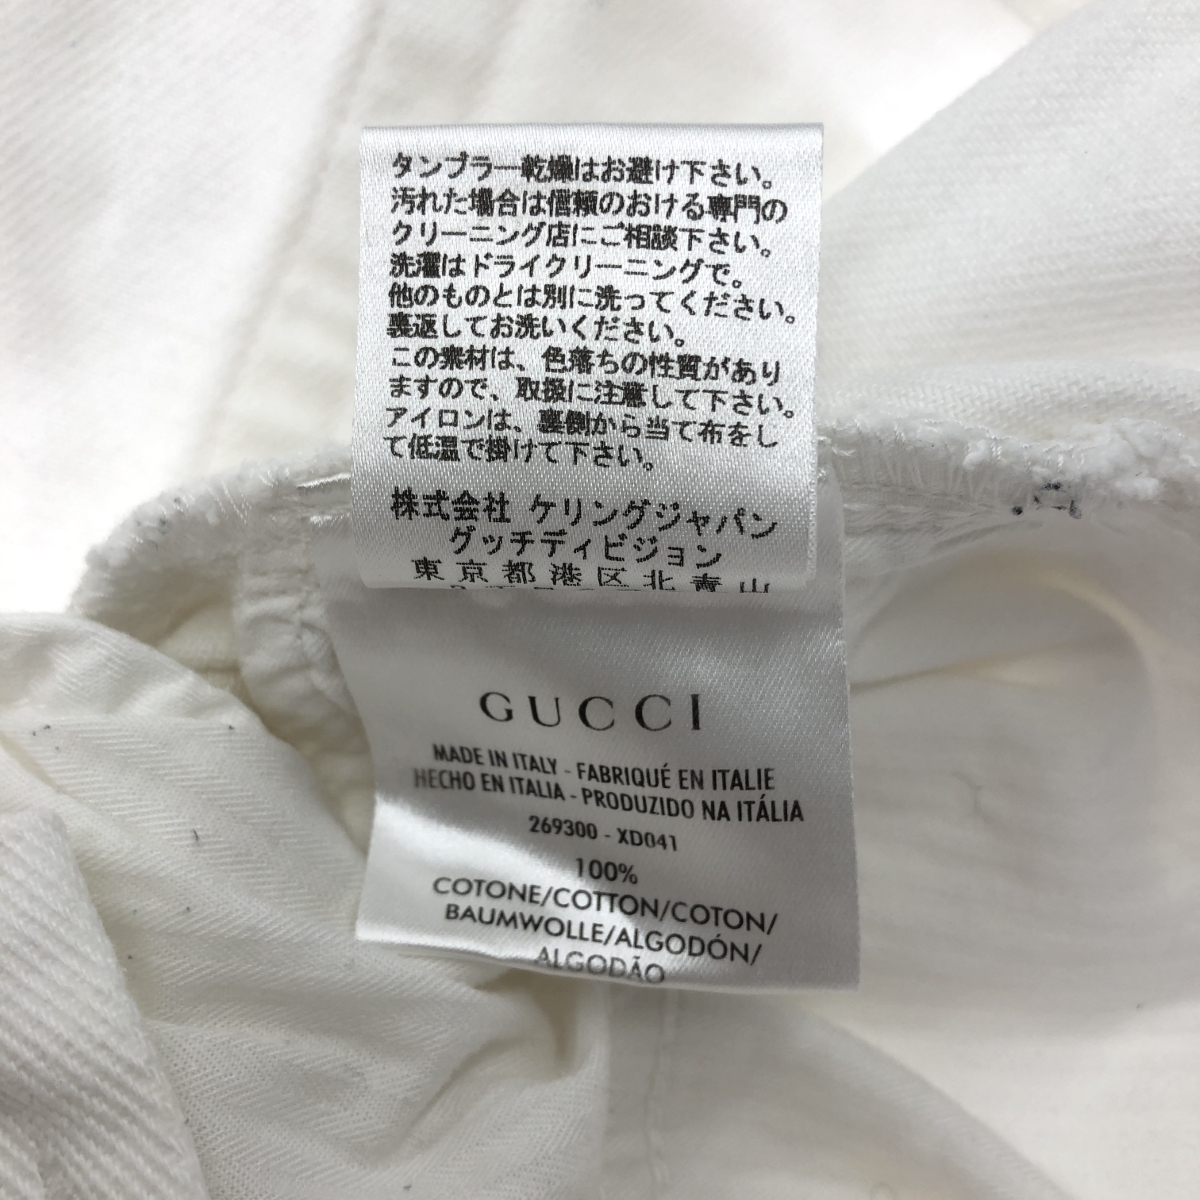 タンブラー乾燥はお避け下さい。
汚れた場合は信頼のおける専門の
クリーニング店にご相談下さい。
洗濯はドライクリーニングで。
他のものとは別に洗ってください。
裏返してお洗いください。
この素材は、色落ちの性質があり
ますので、取扱に注意して下さい。
アイロンは、裏側から当て布をし
て低温で掛けて下さい。
株式会社 ケリングジャパン
グッチディビジョン
東京都港区北青山
GUCCI
MADE IN ITALY - FABRIQUÉ EN ITALIE
HECHO EN ITALIA - PRODUZIDO NA ITÁLIA
269300 - XD041
100%
COTONE/COTTON/COTON/
BAUMWOLLE/ALGODÓN/
ALGODÃO